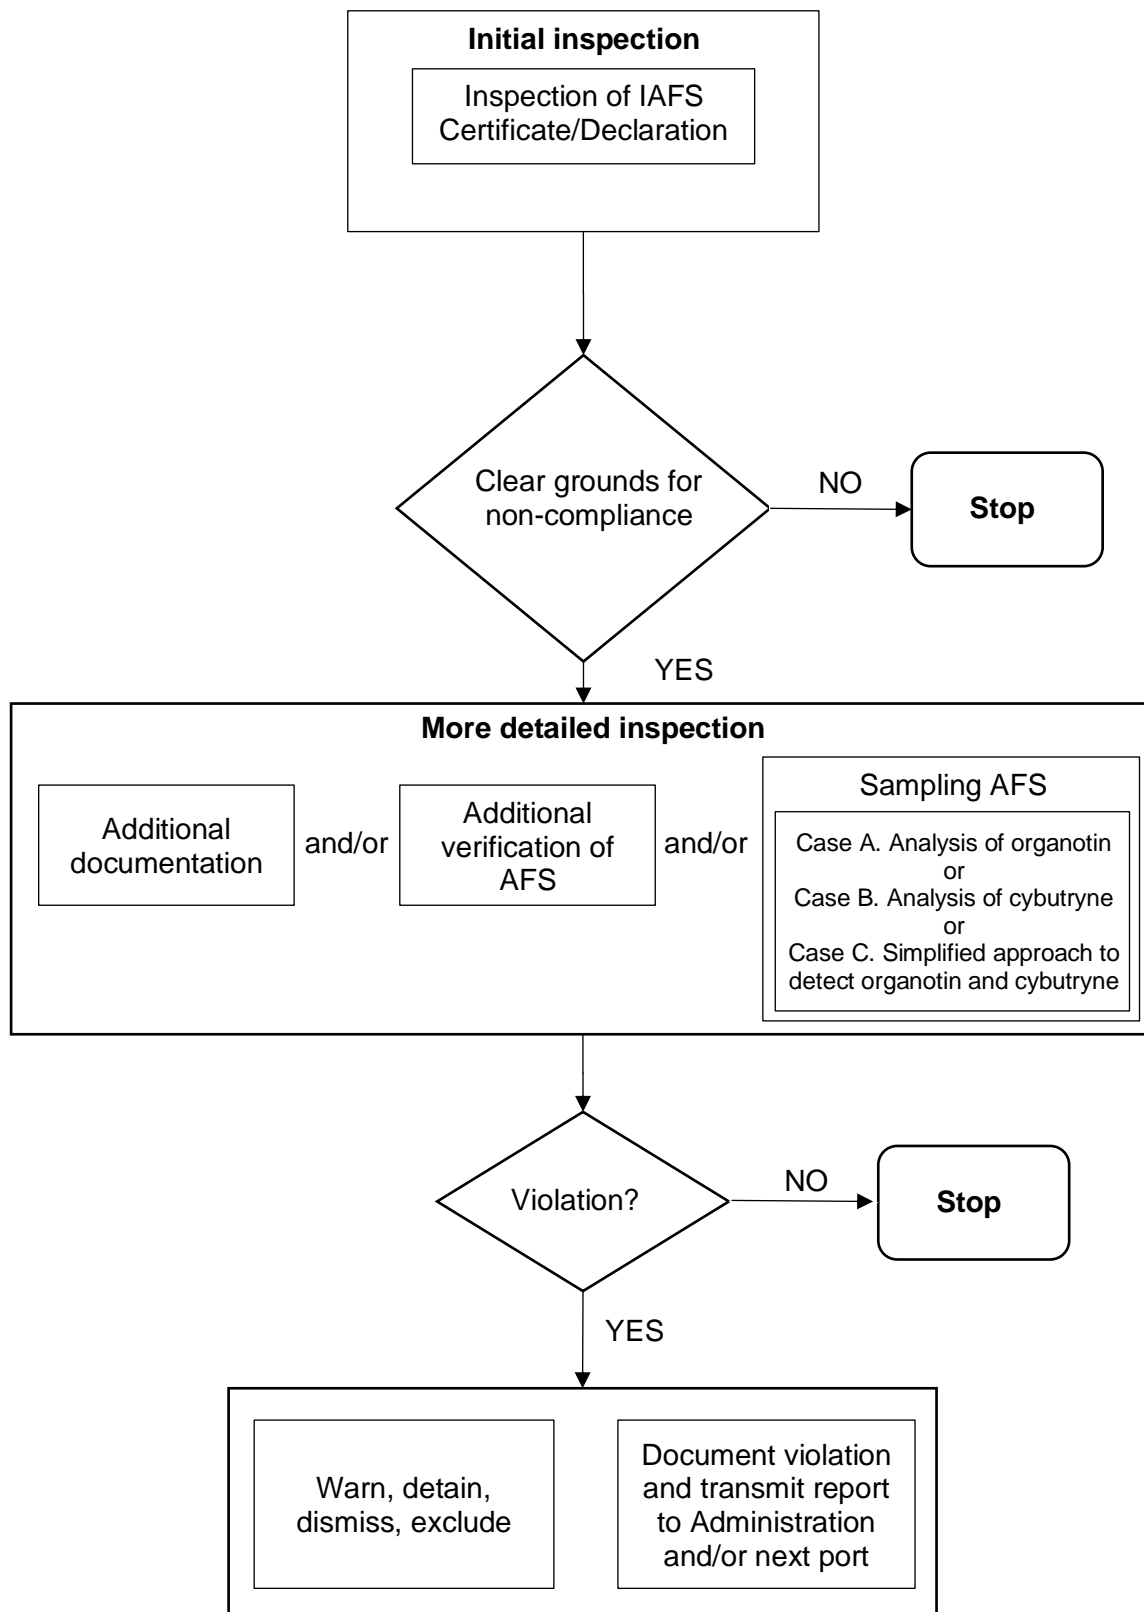 Initial inspection
Inspection of IAFS
Certificate/Declaration
Clear grounds for
non-compliance
NO
Stop
YES
More detailed inspection
Additional
documentation
and/or
Additional
verification of
AFS
and/or
Sampling AFS
Case A. Analysis of organotin
or
Case B. Analysis of cybutryne
or
Case C. Simplified approach to
detect organotin and cybutryne
Violation?
NO
Stop
YES
Warn, detain,
dismiss, exclude
Document violation
and transmit report
to Administration
and/or next port